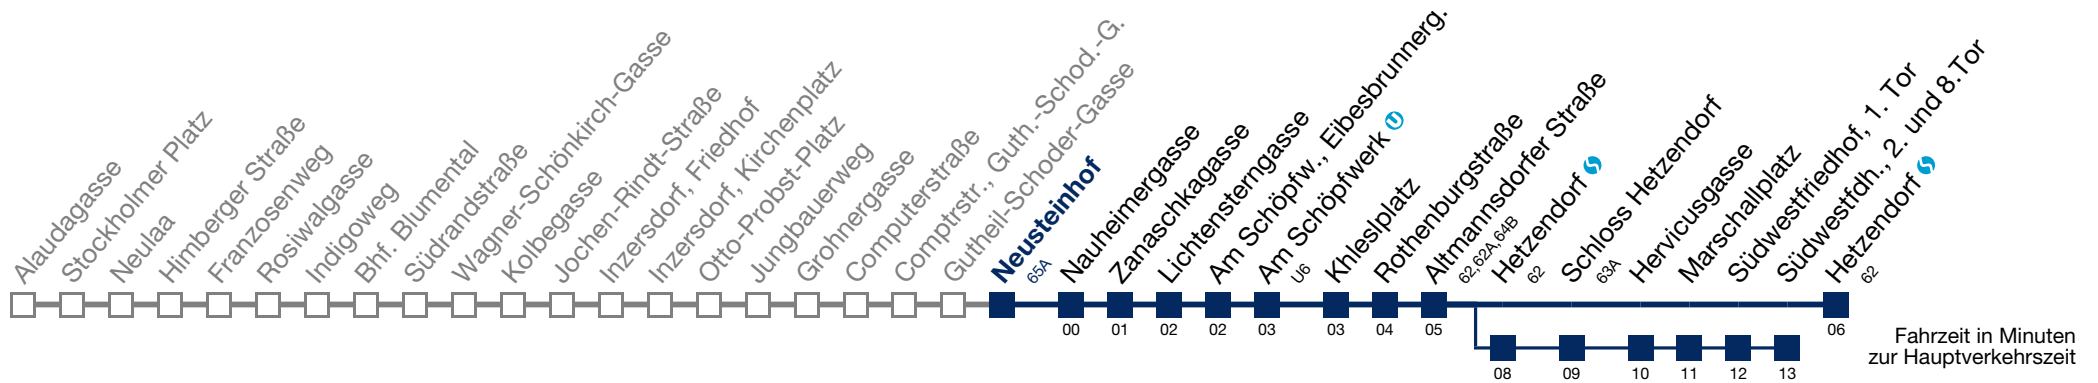 Alaudagasse
Stockholmer Platz
Neulaa
Himberger Straße
Franzosenweg
Rosiwalgasse
Indigoweg
Bhf. Blumental
Südrandstraße
Wagner-Schönkirch-Gasse
Kolbegasse
Jochen-Rindt-Straße
Inzersdorf, Friedhof
Inzersdorf, Kirchenplatz
Otto-Probst-Platz
Jungbauerweg
Grohnergasse
Computerstraße
Comptrstr., Guth.-Schod.-G.
Gutheil-Schoder-Gasse
Neusteinhof
65A
Nauheimergasse
Zanaschkagasse
Lichtensterngasse
Am Schöpfw., Eibesbrunnerg.
Am Schöpfwerk U
U6
Khleslplatz
Rothenburgstraße
Altmannsdorfer Straße
62,62A,64B
Hetzendorf S
62
Schloss Hetzendorf
63A
Hervicusgasse
Marschallplatz
Südwestfriedhof, 1. Tor
Südwestfdh., 2. und 8.Tor
Hetzendorf S
62
00 01 02 02 03 03 04 05 06
08 09 10 11 12 13
Fahrzeit in Minuten
zur Hauptverkehrszeit